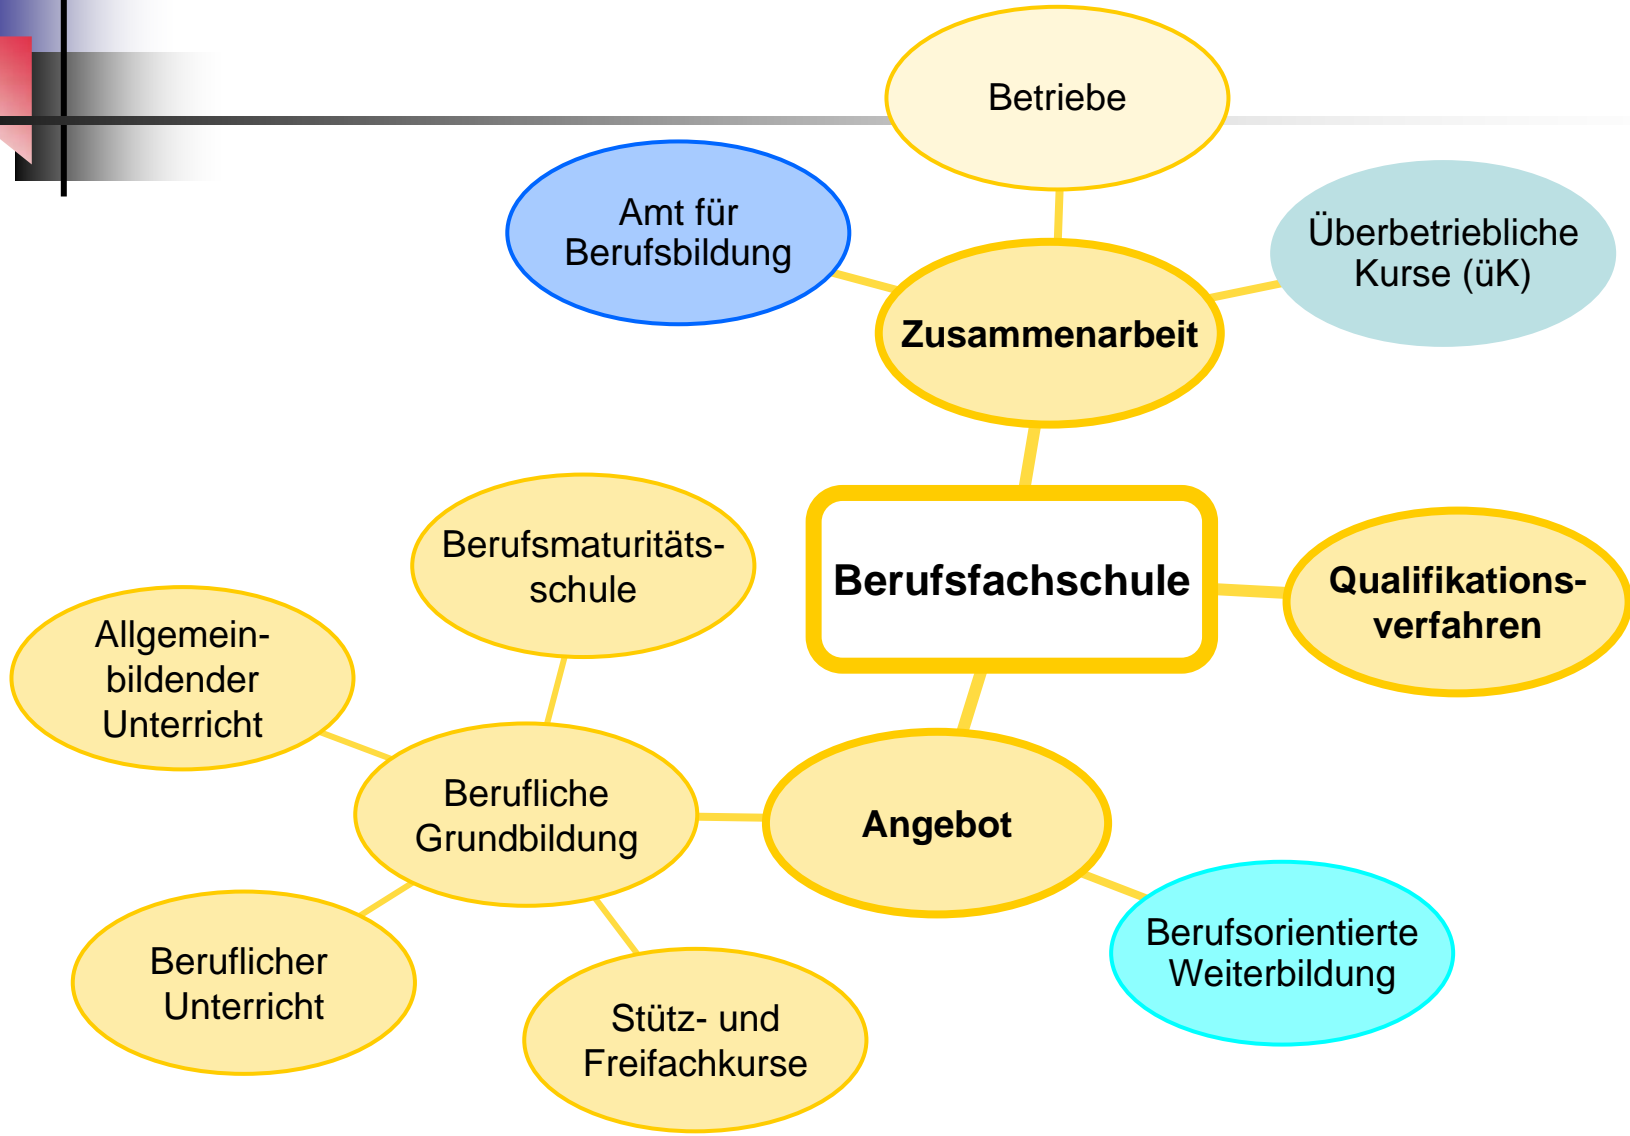 Betriebe
Amt für
Berufsbildung
Überbetriebliche
Kurse (üK)
Zusammenarbeit
Berufsmaturitäts-
schule
Berufsfachschule
Qualifikations-
verfahren
Allgemein-
bildender
Unterricht
Berufliche
Grundbildung
Angebot
Beruflicher
Unterricht
Stütz- und
Freifachkurse
Berufsorientierte
Weiterbildung